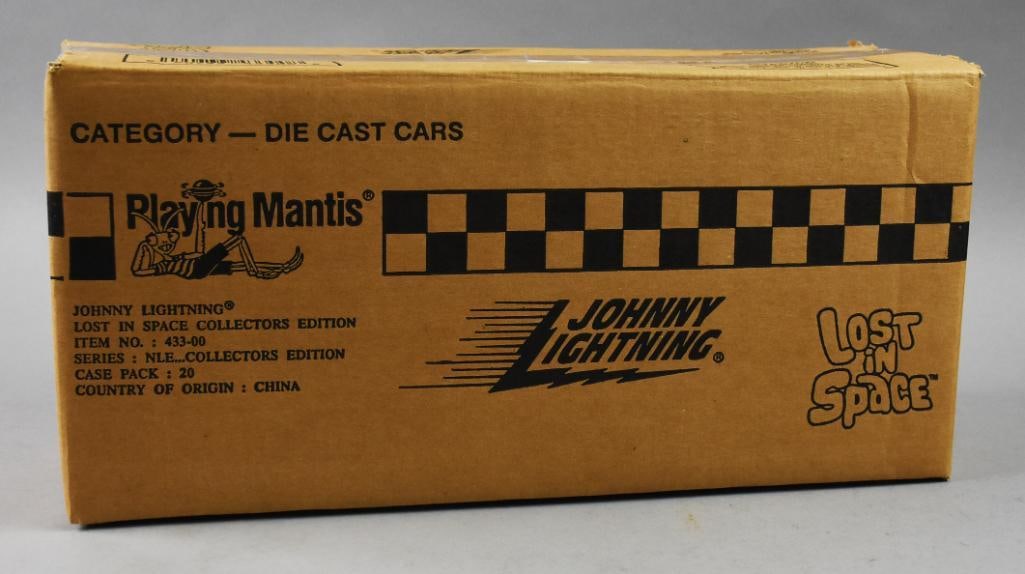 CATEGORY — DIE CAST CARS
Playing Mantis®
JOHNNY LIGHTNING®
LOST IN SPACE COLLECTORS EDITION
ITEM NO. : 433-00
SERIES : NLE...COLLECTORS EDITION
CASE PACK : 20
COUNTRY OF ORIGIN : CHINA
JOHNNY
LIGHTNING®
LOST
iN
SPACE™